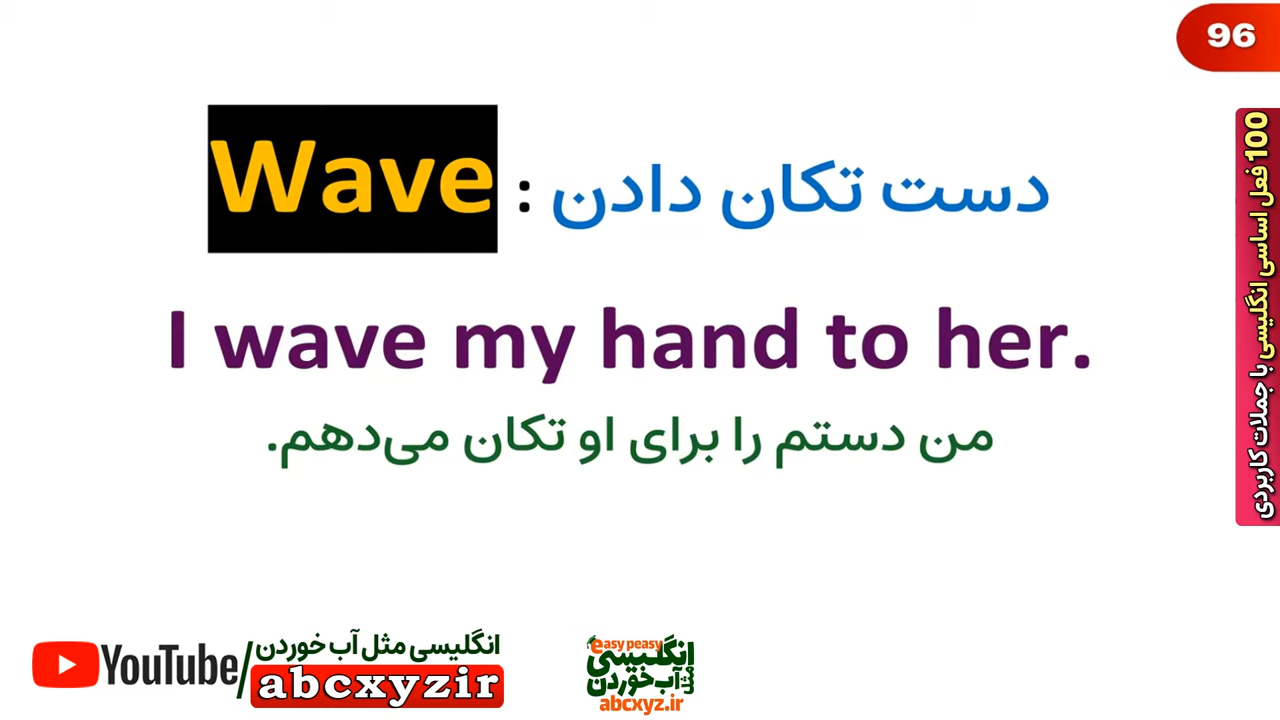 96
Wave : دست تکان دادن
I wave my hand to her.
من دستم را برای او تکان می‌دهم.
100 فعل اساسی انگلیسی با جملات کاربردی
YouTube/
انگلیسی مثل آب خوردن
abcxyzir
easy peasy
انگلیسی
مثل
آب خوردن
abcxyz.ir